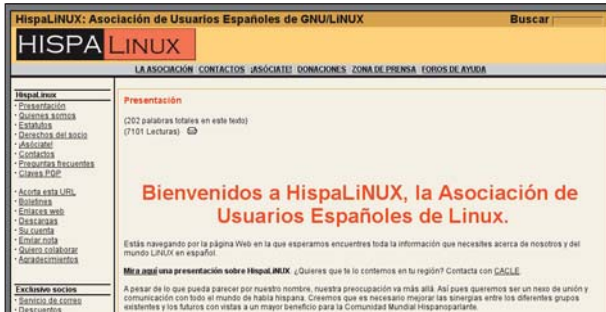 HispaLiNUX: Asociación de Usuarios Españoles de GNU/LiNUX
Buscar
HISPA LINUX
LA ASOCIACIÓN CONTACTOS ¡ASÓCIATE! DONACIONES ZONA DE PRENSA FOROS DE AYUDA
HispaLinux
· Presentación
· Quienes somos
· Estatutos
· Derechos del socio
· ¡Asóciate!
· Contactos
· Preguntas frecuentes
· Claves PGP
· Acorta esta URL
· Boletines
· Enlaces web
· Descargas
· Su cuenta
· Enviar nota
· Quiero colaborar
· Agradecimientos
Exclusivo socios
· Servicio de correo
· Descuentos
Presentación
(202 palabras totales en este texto)
(7101 Lecturas)
Bienvenidos a HispaLiNUX, la Asociación de
Usuarios Españoles de Linux.
Estás navegando por la página Web en la que esperamos encuentres toda la información que necesites acerca de nosotros y del
mundo LiNUX en español.
Mira aquí una presentación sobre HispaLiNUX. ¿Quieres que te lo contemos en tu región? Contacta con CACLE.
A pesar de lo que pueda parecer por nuestro nombre, nuestra preocupación va más allá. Así pues queremos ser un nexo de unión y
comunicación con todo el mundo de habla hispana. Creemos que es necesario mejorar las sinergias entre los diferentes grupos
existentes y los futuros con vistas a un mayor beneficio para la Comunidad Mundial Hispanoparlante.